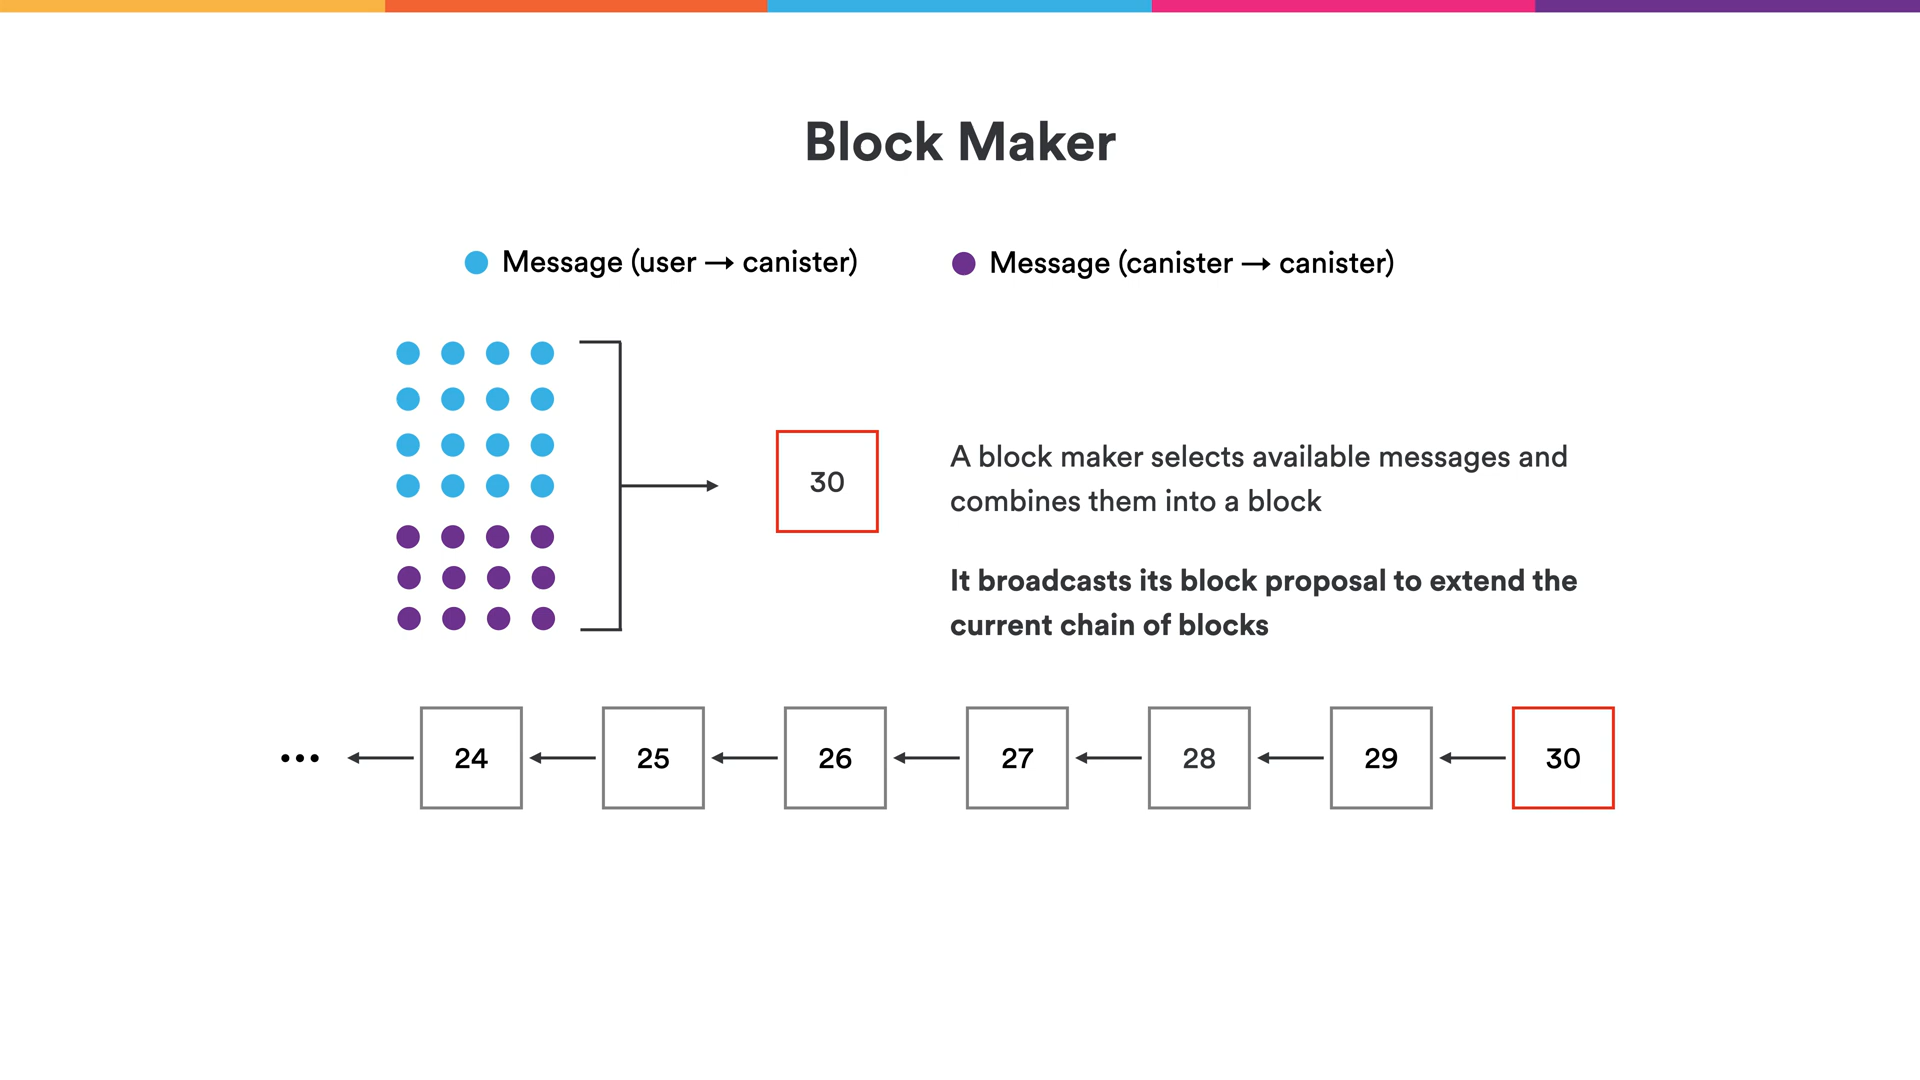 Block Maker
Message (user → canister)
Message (canister → canister)
30
A block maker selects available messages and
combines them into a block
It broadcasts its block proposal to extend the
current chain of blocks
... 24 25 26 27 28 29 30